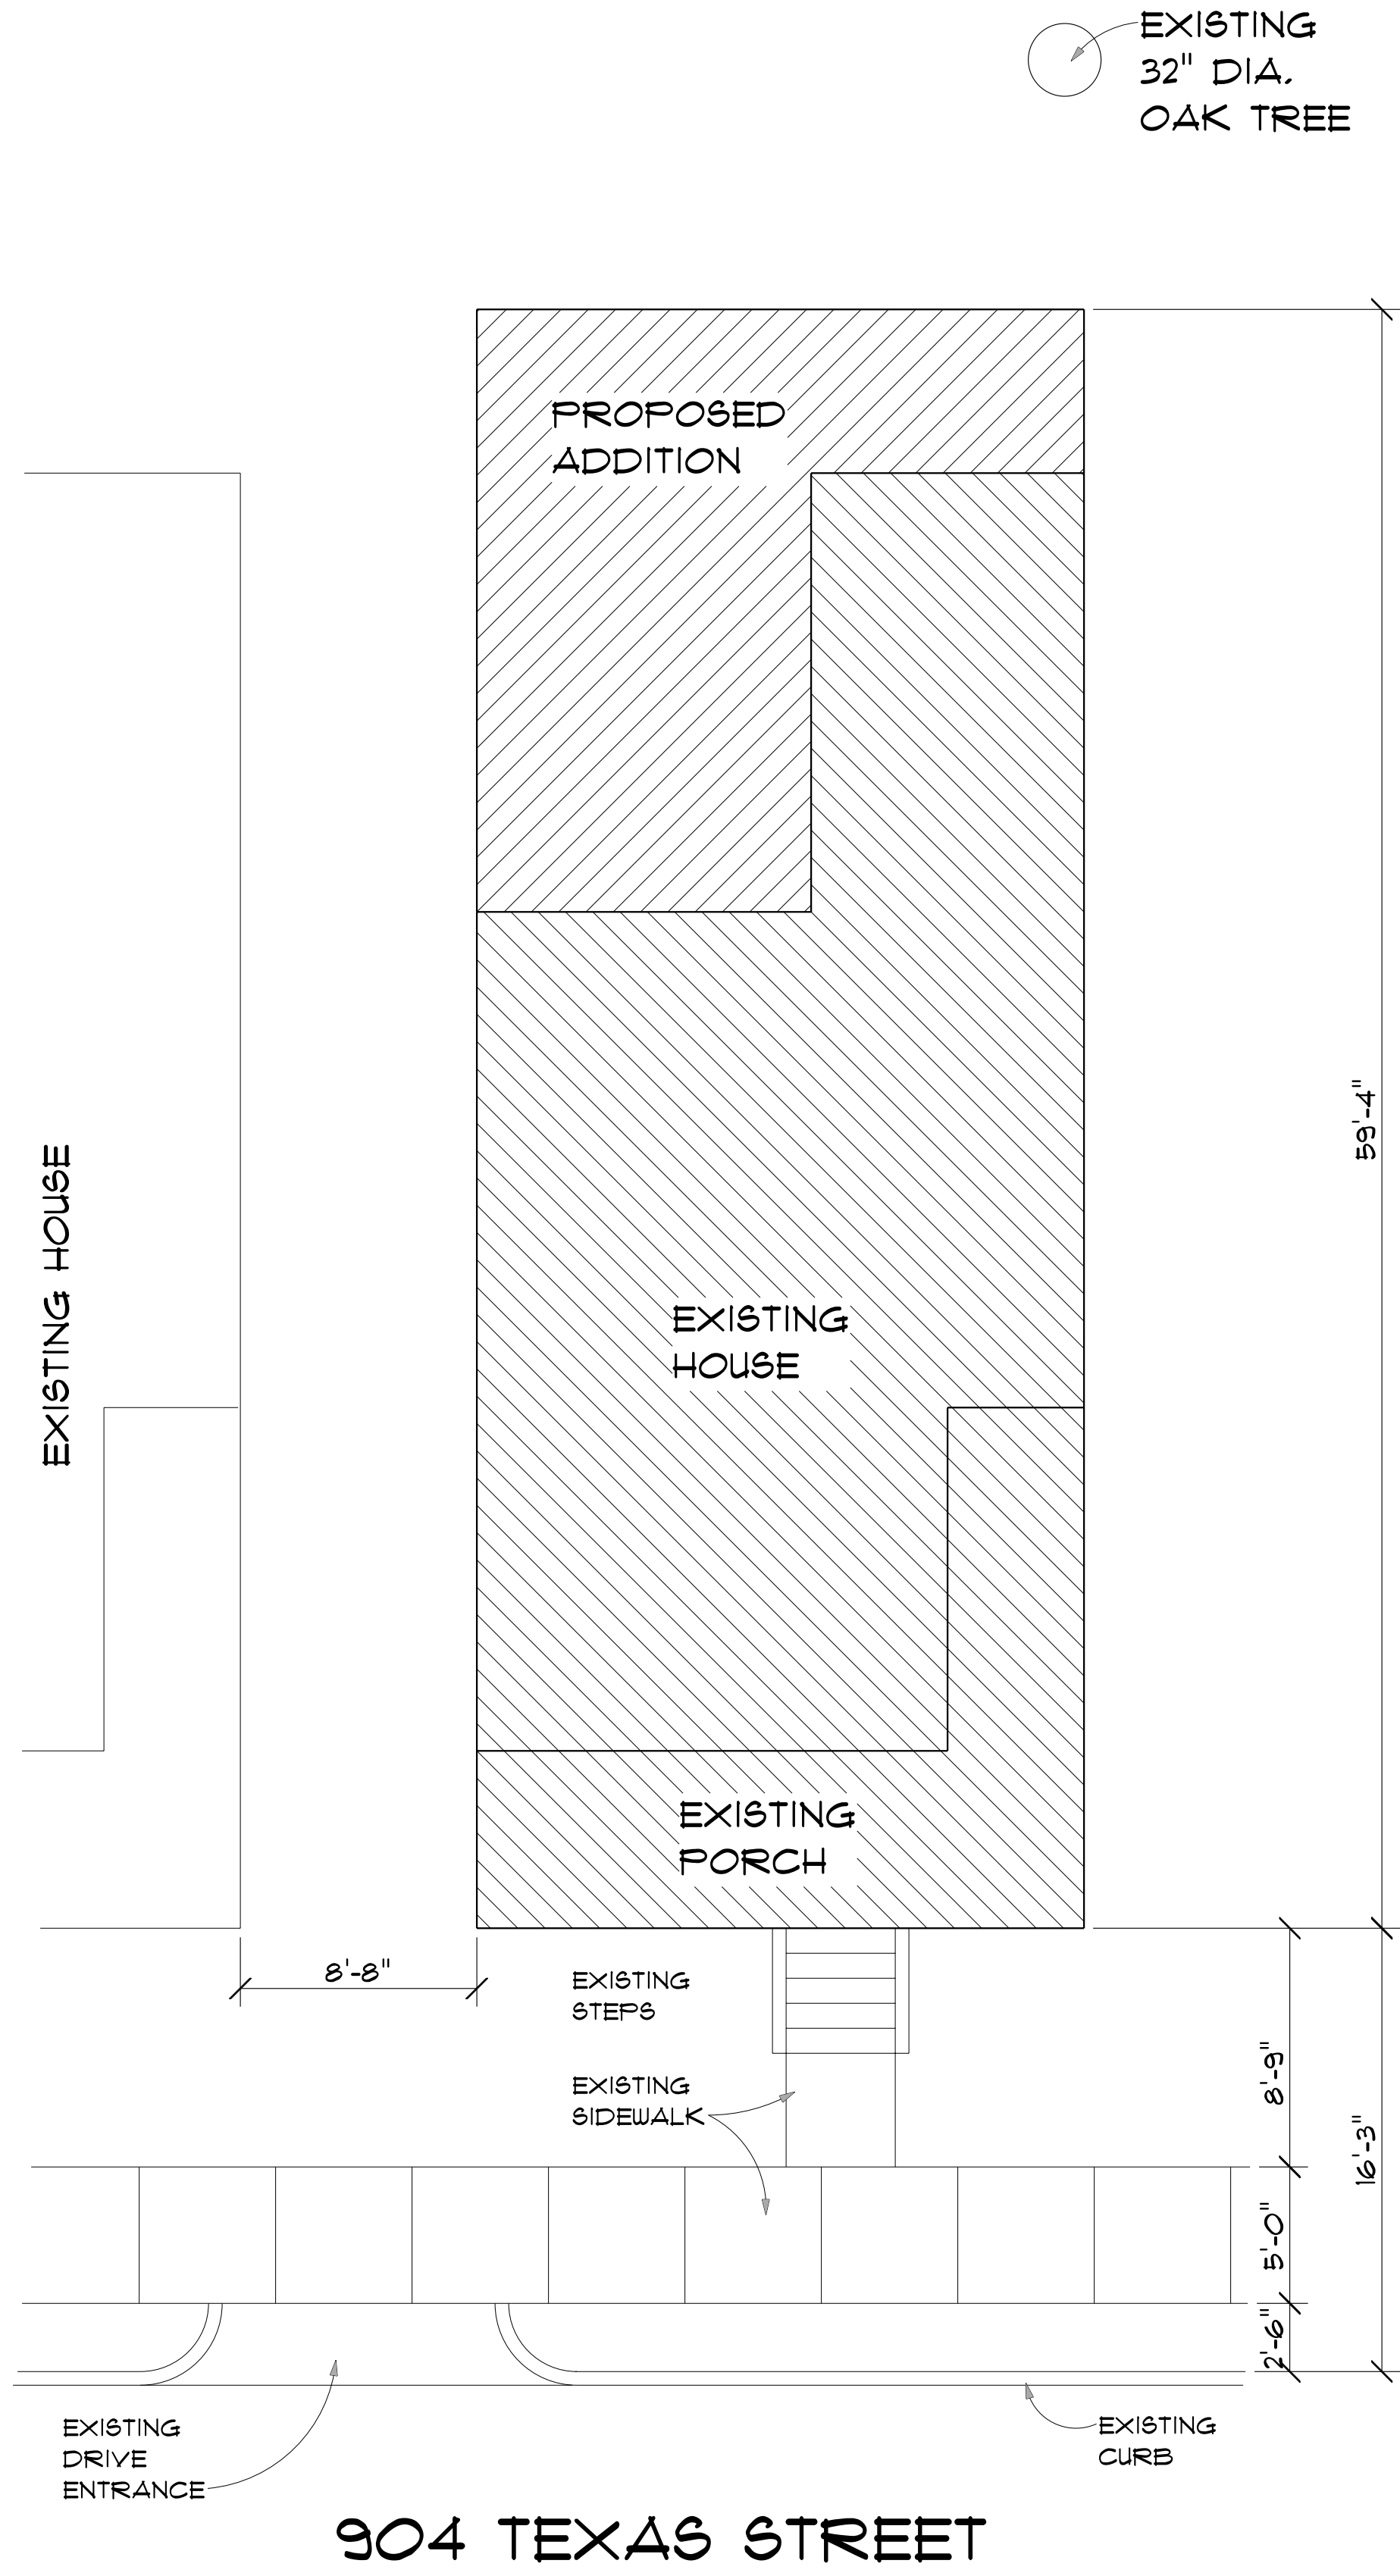 EXISTING
32" DIA.
OAK TREE
PROPOSED
ADDITION
59'-4"
EXISTING HOUSE
EXISTING
HOUSE
EXISTING
PORCH
8'-8"
EXISTING
STEPS
8'-9"
EXISTING
SIDEWALK
16'-3"
5'-0"
2'-6"
EXISTING
DRIVE
ENTRANCE
EXISTING
CURB
904 TEXAS STREET